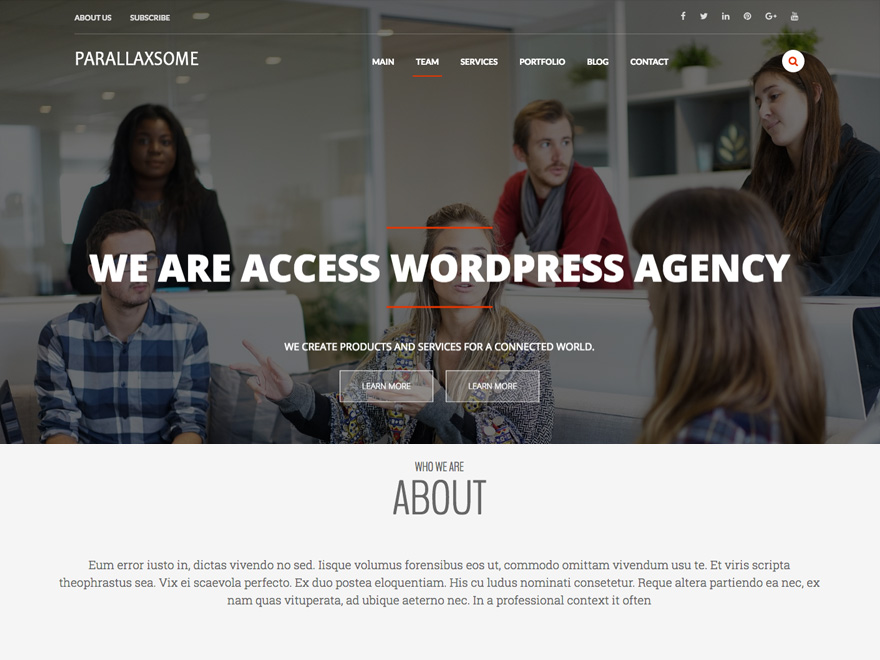 ABOUT US SUBSCRIBE
PARALLAXSOME
MAIN TEAM SERVICES PORTFOLIO BLOG CONTACT
WE ARE ACCESS WORDPRESS AGENCY
WE CREATE PRODUCTS AND SERVICES FOR A CONNECTED WORLD.
LEARN MORE LEARN MORE
WHO WE ARE
ABOUT
Eum error iusto in, dictas vivendo no sed. Iisque volumus forensibus eos ut, commodo omittam vivendum usu te. Et viris scripta
theophrastus sea. Vix ei scaevola perfecto. Ex duo postea eloquentiam. His cu ludus nominati consetetur. Reque altera partiendo ea nec, ex
nam quas vituperata, ad ubique aeterno nec. In a professional context it often